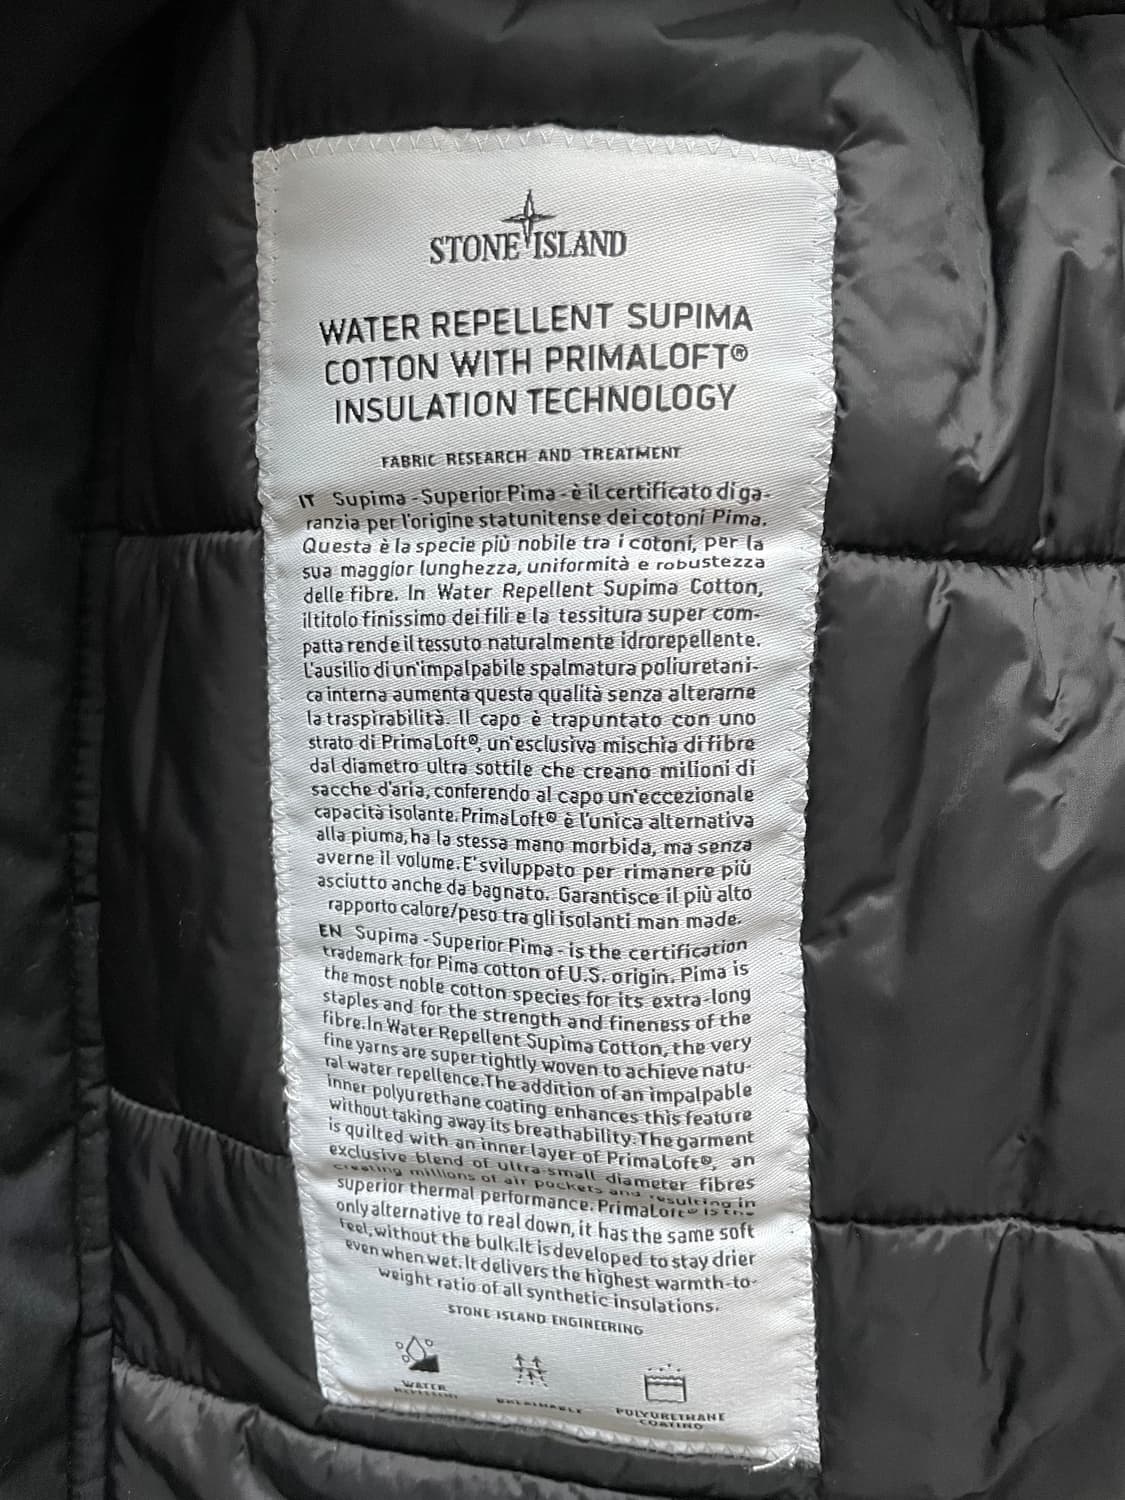 STONE ISLAND
WATER REPELLENT SUPIMA
COTTON WITH PRIMALOFT®
INSULATION TECHNOLOGY
FABRIC RESEARCH AND TREATMENT
IT Supima - Superior Pima - è il certificato di ga-
ranzia per l'origine statunitense dei cotoni Pima.
Questa è la specie più nobile tra i cotoni, per la
sua maggior lunghezza, uniformità e robustezza
delle fibre. In Water Repellent Supima Cotton,
il titolo finissimo dei fili e la tessitura super com-
patta rende il tessuto naturalmente idrorepellente.
L'ausilio di un'impalpabile spalmatura poliuretani-
ca interna aumenta questa qualità senza alterarne
la traspirabilità. Il capo è trapuntato con uno
strato di PrimaLoft®, un'esclusiva mischia di fibre
dal diametro ultra sottile che creano milioni di
sacche d'aria, conferendo al capo un'eccezionale
capacità isolante. PrimaLoft® è l'unica alternativa
alla piuma, ha la stessa mano morbida, ma senza
averne il volume. E' sviluppato per rimanere più
asciutto anche da bagnato. Garantisce il più alto
rapporto calore/peso tra gli isolanti man made.
EN Supima - Superior Pima - is the certification
trademark for Pima cotton of U.S. origin. Pima is
the most noble cotton species for its extra-long
staples and for the strength and fineness of the
fibre. In Water Repellent Supima Cotton, the very
fine yarns are super tightly woven to achieve natu-
ral water repellence. The addition of an impalpable
inner polyurethane coating enhances this feature
without taking away its breathability. The garment
is quilted with an inner layer of PrimaLoft®, an
exclusive blend of ultra-small diameter fibres
creating millions of air pockets and resulting in
superior thermal performance. PrimaLoft® is the
only alternative to real down, it has the same soft
feel, without the bulk. It is developed to stay drier
even when wet. It delivers the highest warmth-to-
weight ratio of all synthetic insulations.
STONE ISLAND ENGINEERING
WATER
REPELLENT
BREATHABLE
POLYURETHANE
COATING